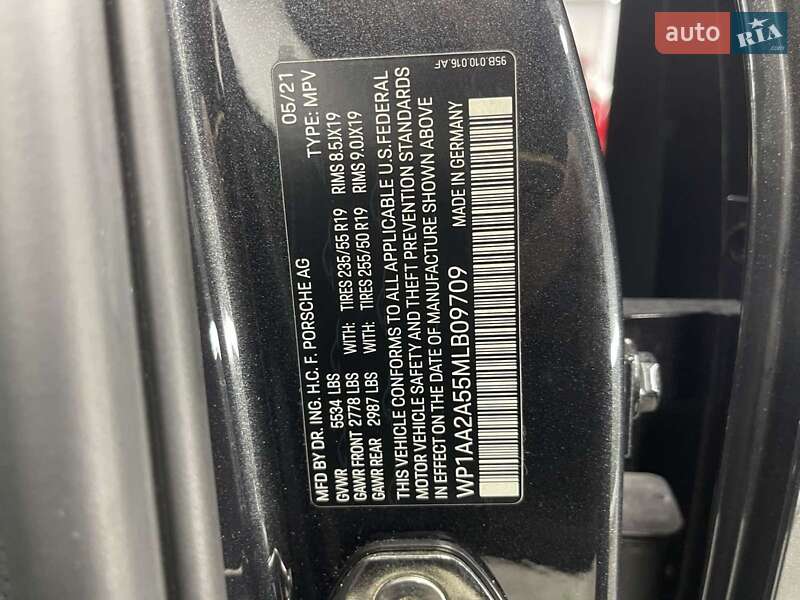 auto RIA
95B.010.016.AF
MFD BY DR. ING. H.C. F. PORSCHE AG 05/21
GVWR 5534 LBS TYPE: MPV
GAWR FRONT 2778 LBS WITH: TIRES 235/55 R19 RIMS 8.5JX19
GAWR REAR 2987 LBS WITH: TIRES 255/50 R19 RIMS 9.0JX19
THIS VEHICLE CONFORMS TO ALL APPLICABLE U.S. FEDERAL
MOTOR VEHICLE SAFETY AND THEFT PREVENTION STANDARDS
IN EFFECT ON THE DATE OF MANUFACTURE SHOWN ABOVE
WP1AA2A55MLB09709 MADE IN GERMANY